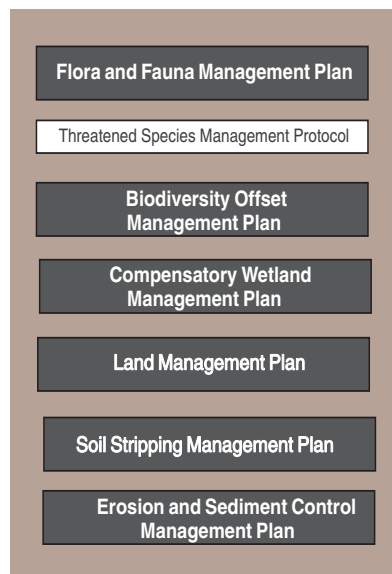 Flora and Fauna Management Plan
Threatened Species Management Protocol
Biodiversity Offset
Management Plan
Compensatory Wetland
Management Plan
Land Management Plan
Soil Stripping Management Plan
Erosion and Sediment Control
Management Plan